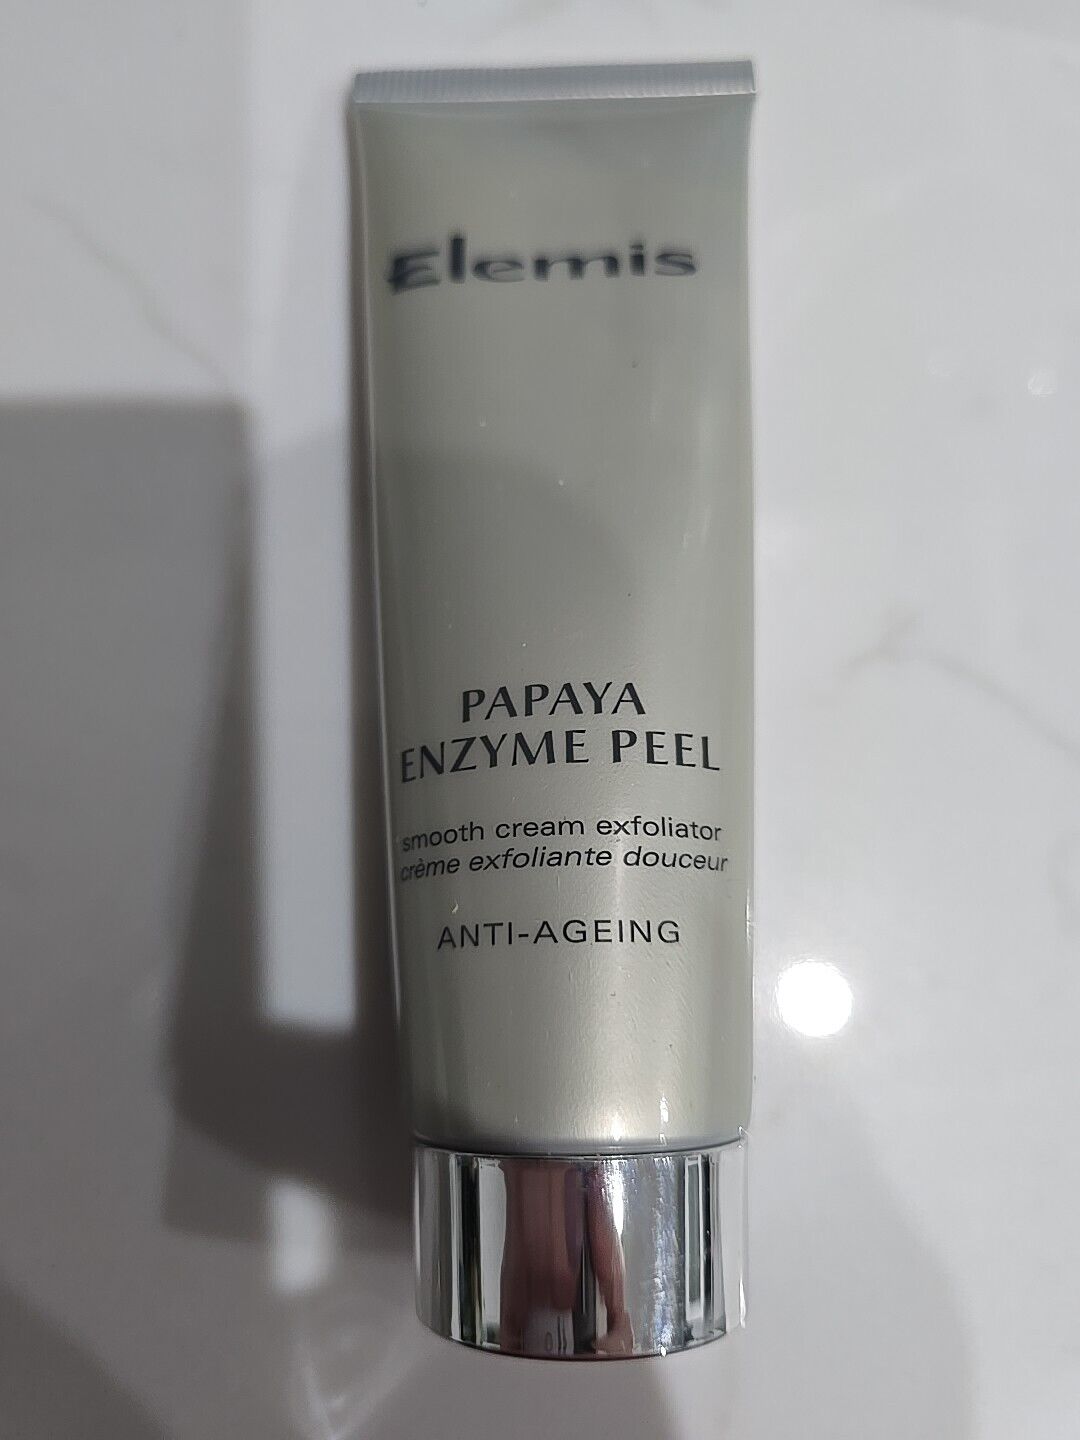 Elemis
PAPAYA
ENZYME PEEL
smooth cream exfoliator
crème exfoliante douceur
ANTI-AGEING